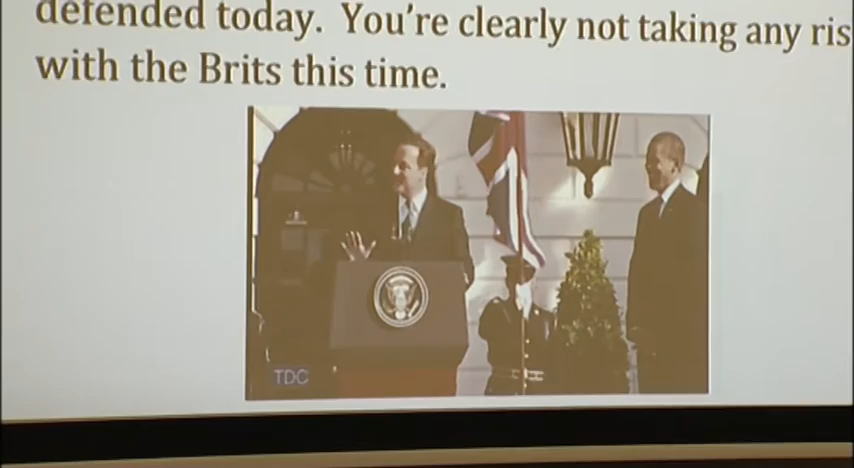 defended today. You're clearly not taking any ris
with the Brits this time.
TDC